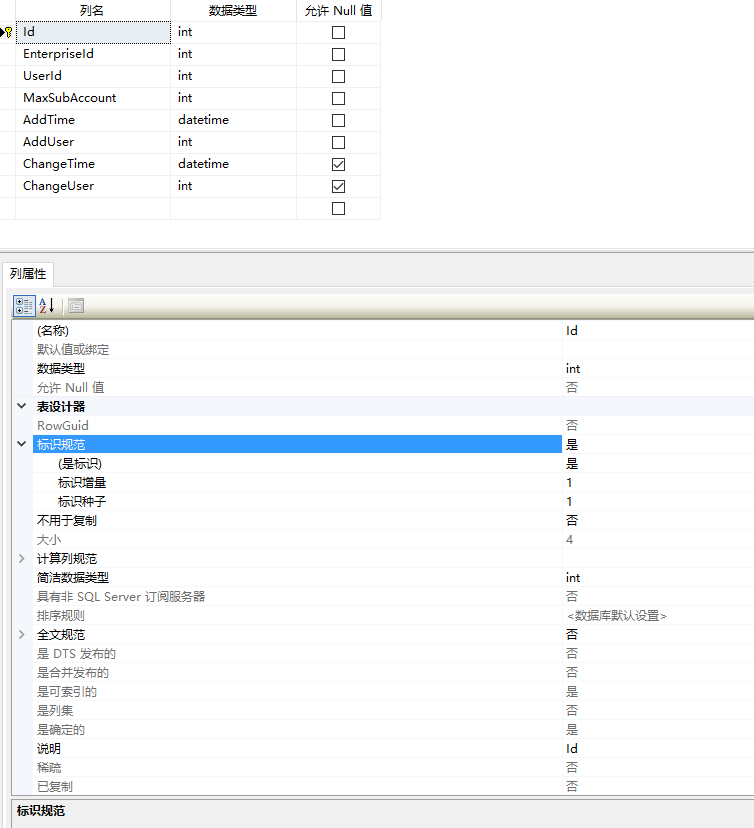 列名 数据类型 允许 Null 值
Id int
EnterpriseId int
UserId int
MaxSubAccount int
AddTime datetime
AddUser int
ChangeTime datetime
ChangeUser int
列属性
(名称) Id
默认值或绑定
数据类型 int
允许 Null 值 否
表设计器
RowGuid 否
标识规范 是
(是标识) 是
标识增量 1
标识种子 1
不用于复制 否
大小 4
计算列规范
简洁数据类型 int
具有非 SQL Server 订阅服务器 否
排序规则 <数据库默认设置>
全文规范 否
是 DTS 发布的 否
是合并发布的 否
是可索引的 是
是列集 否
是确定的 是
说明 Id
稀疏 否
已复制 否
标识规范